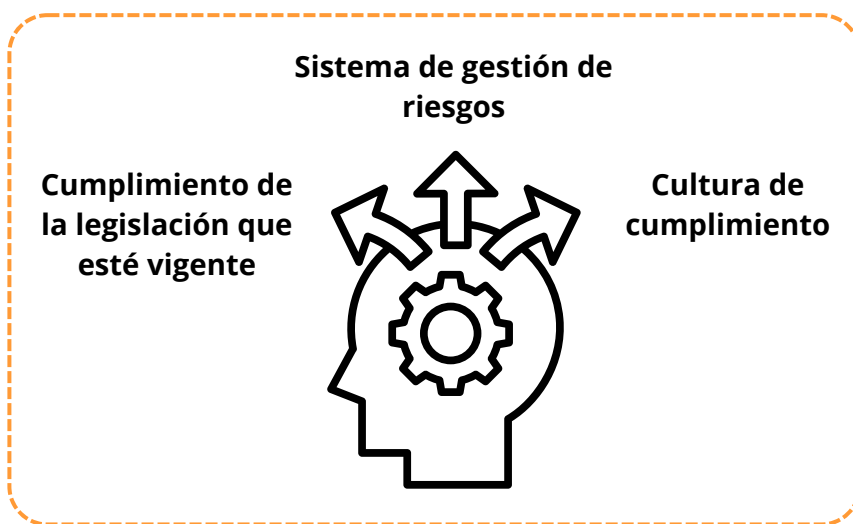 Sistema de gestión de
riesgos
Cumplimiento de
la legislación que
esté vigente
Cultura de
cumplimiento